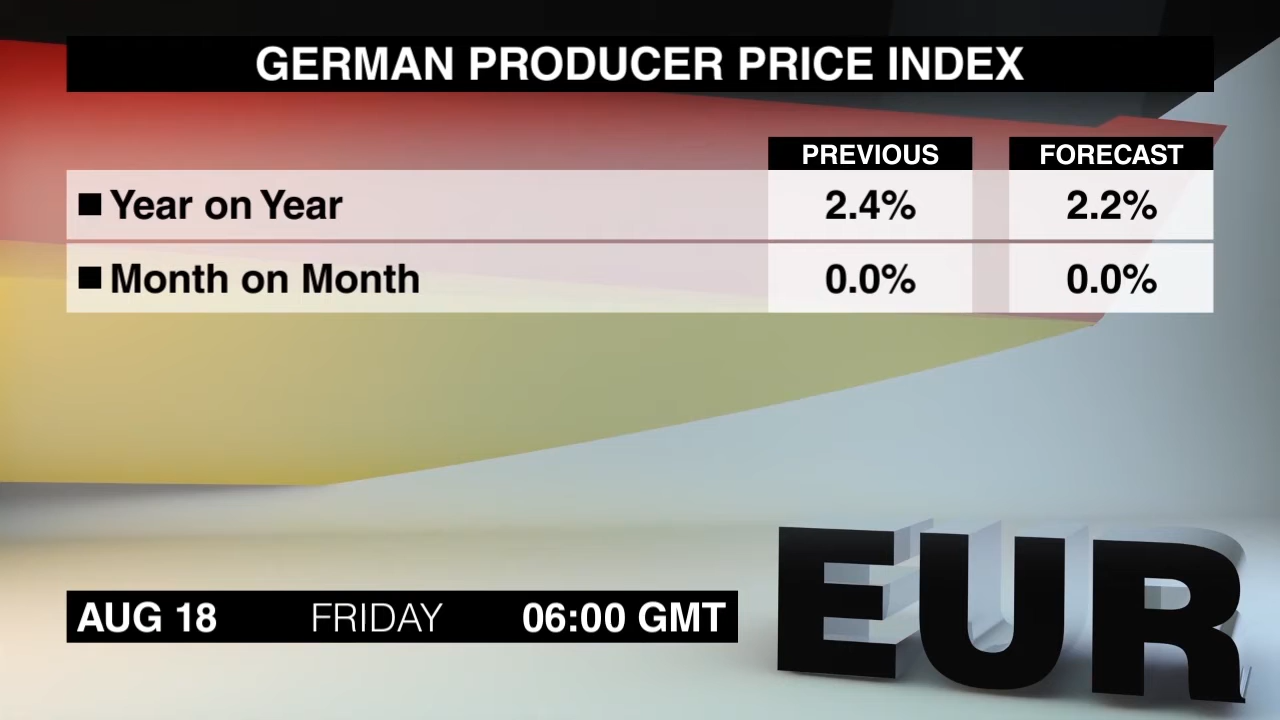 GERMAN PRODUCER PRICE INDEX
PREVIOUS FORECAST
Year on Year 2.4% 2.2%
Month on Month 0.0% 0.0%
AUG 18 FRIDAY 06:00 GMT
EUR